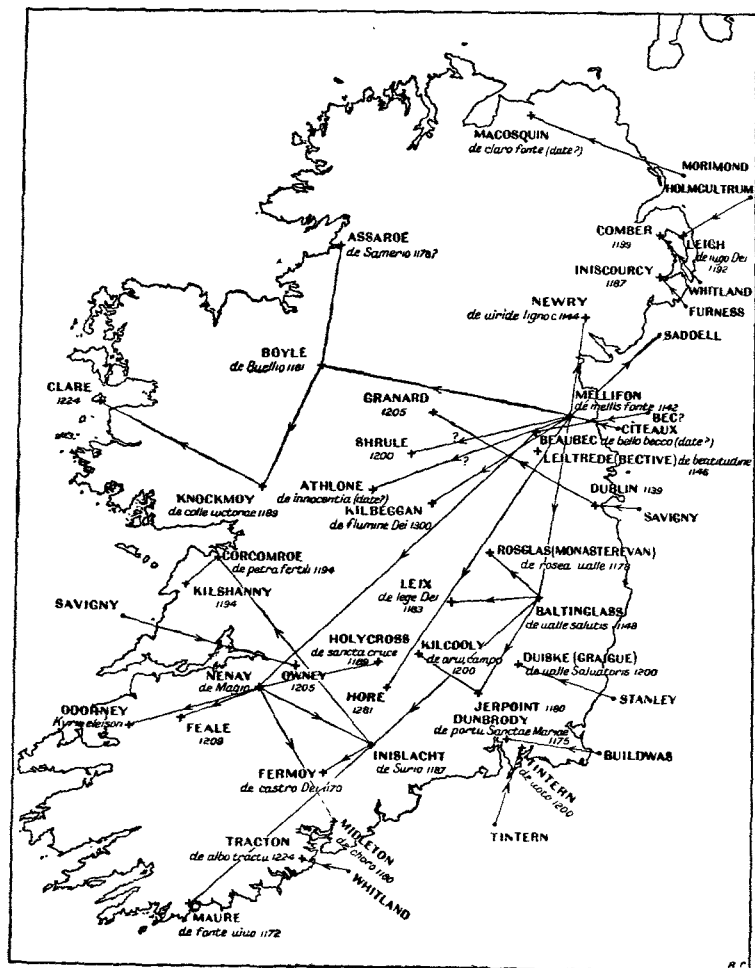 MACOSQUIN
de claro fonte (date?)
MORIMOND
HOLMCULTRUM
COMBER
1199
LEIGH
de iugo Dei
1192
INISCOURCY
1187
WHITLAND
FURNESS
SADDELL
ASSAROE
de Samerio 1178?
NEWRY
de uiride ligno c 1144
BOYLE
de Buellio 1161
CLARE
1224
GRANARD
1205
MELLIFON
de mellis fonte 1142
BEC?
CÎTEAUX
BEAUBEC de bello becco (date?)
LEILTREDE (BECTIVE) de beatitudine
1146
SHRULE
1200
?
ATHLONE
de innocentia (date?)
?
KNOCKMOY
de colle uictoriae 1189
KILBEGGAN
de flumine Dei 1300
DUBLIN 1139
SAVIGNY
CORCOMROE
de petra fertili 1194
ROSGLAS (MONASTEREVAN)
de rosea ualle 1178
KILSHANNY
1194
LEIX
de lege Dei
1183
BALTINGLASS
de ualle salutis 1148
SAVIGNY
HOLYCROSS
de sancta cruce
1169
KILCOOLY
de aruicampo
1200
DUISKE (GRAIGUE)
de ualle Saluatoris 1200
NENAY
de Magio
OWNEY
1205
HORE
1281
STANLEY
JERPOINT 1180
ODORNEY
Kyrie eleison
FEALE
1209
DUNBRODY
de portu Sanctae Mariae
1175
BUILDWAS
INISLACHT
de Surio 1187
FERMOY
de castro Dei 1170
TINTERN
de uoto 1200
TINTERN
MIDLETON
de choro 1180
TRACTON
de albo tractu 1224
WHITLAND
MAURE
de fonte uiuo 1172